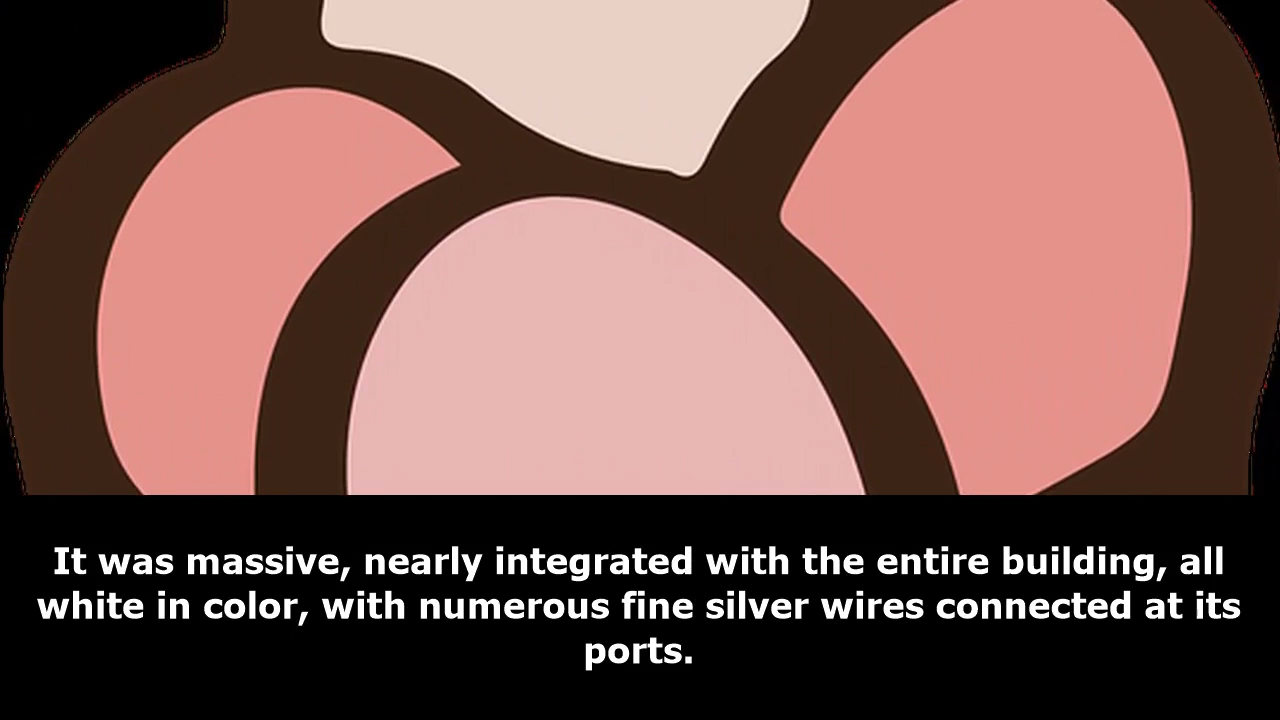 It was massive, nearly integrated with the entire building, all
white in color, with numerous fine silver wires connected at its
ports.